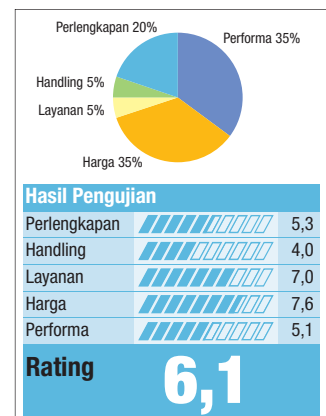 Perlengkapan 20%
Performa 35%
Handling 5%
Layanan 5%
Harga 35%
Hasil Pengujian
Perlengkapan 5,3
Handling 4,0
Layanan 7,0
Harga 7,6
Performa 5,1
Rating 6,1